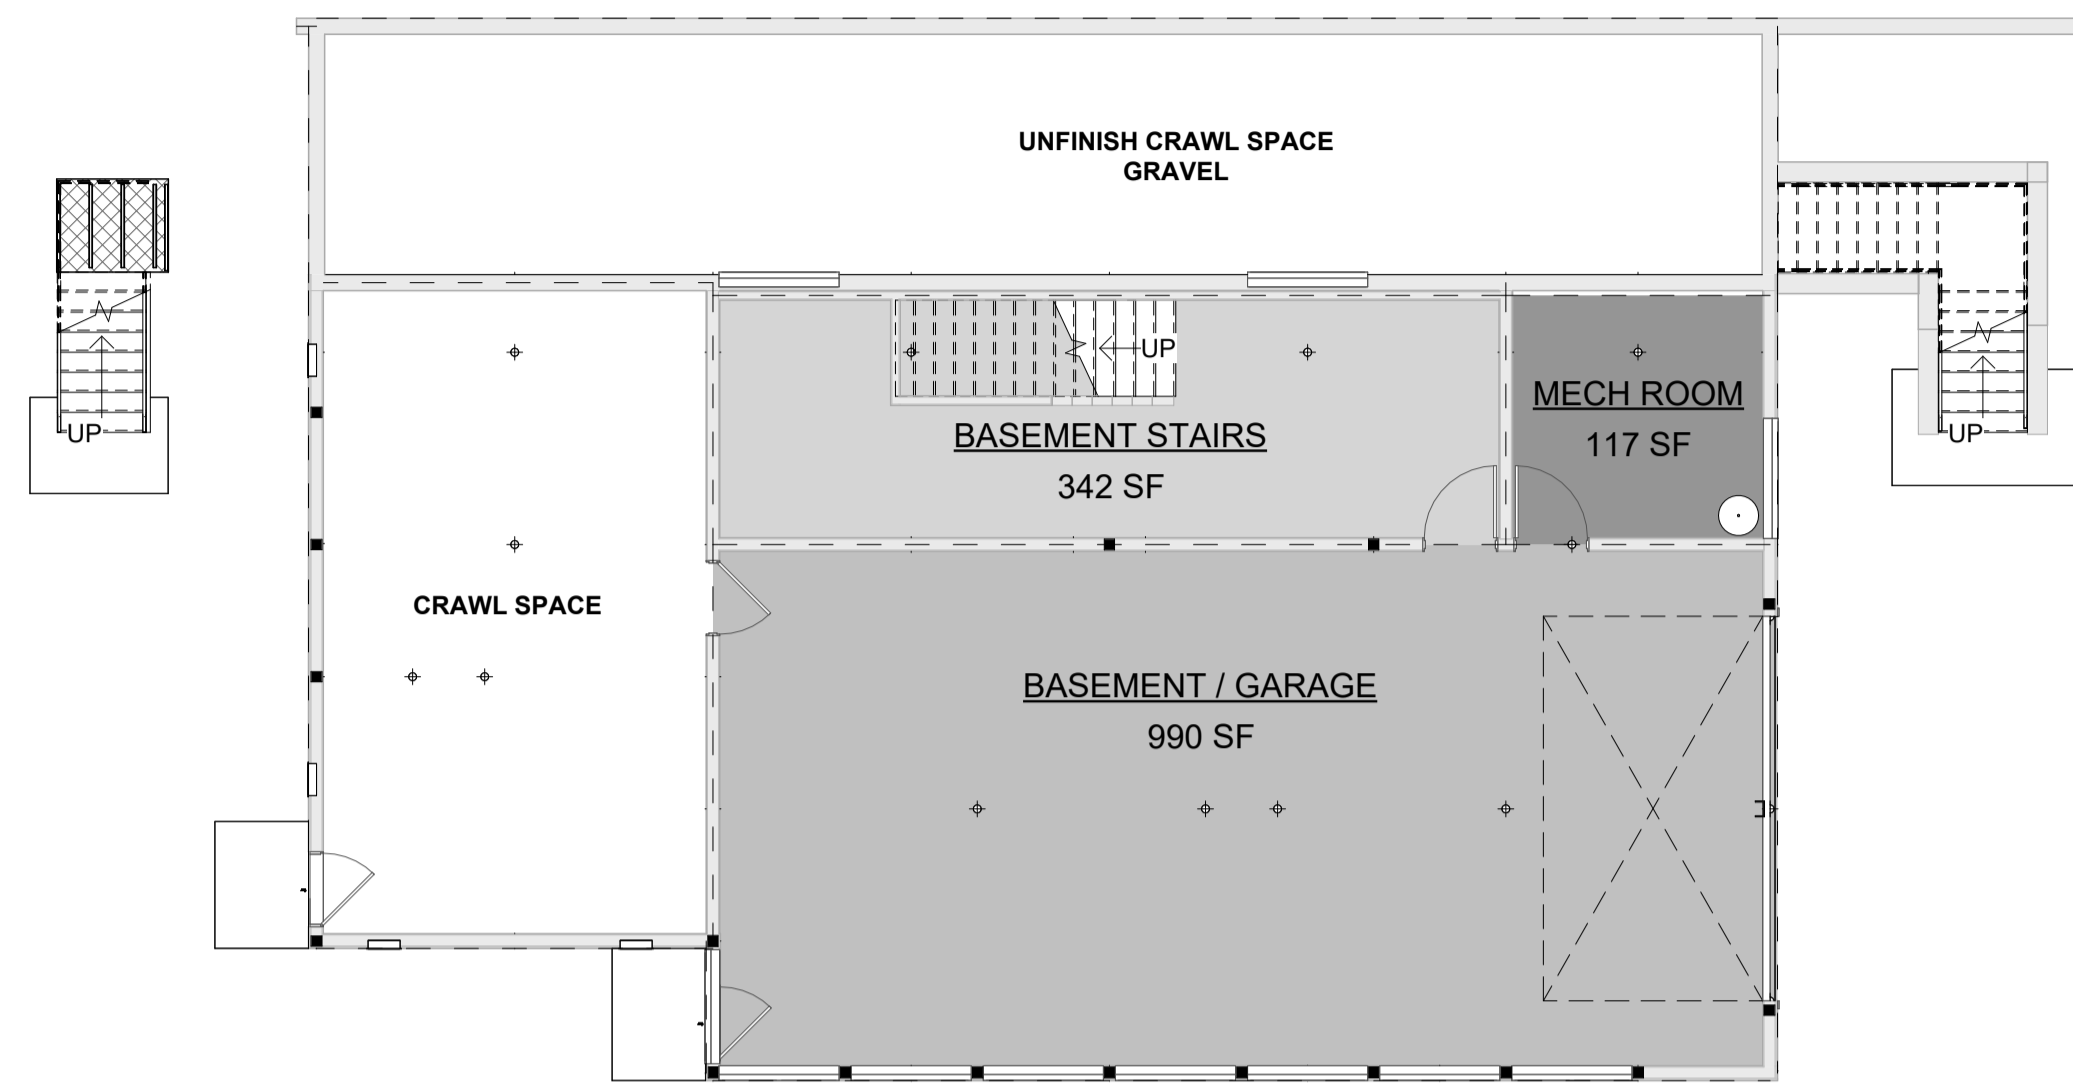 UNFINISH CRAWL SPACE
GRAVEL
UP
BASEMENT STAIRS
342 SF
MECH ROOM
117 SF
UP
UP
CRAWL SPACE
BASEMENT / GARAGE
990 SF